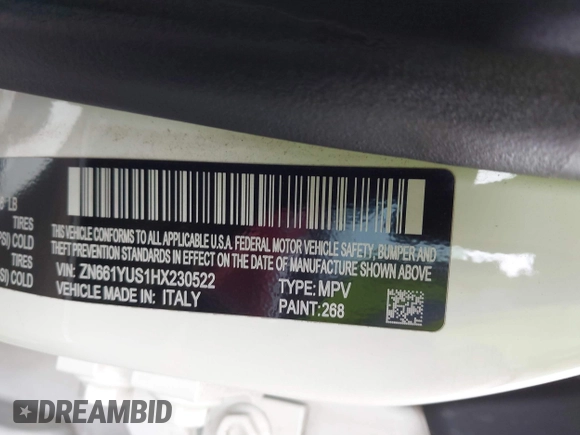 LB
TIRES
PSI) COLD
THIS VEHICLE CONFORMS TO ALL APPLICABLE U.S.A. FEDERAL MOTOR VEHICLE SAFETY, BUMPER AND
THEFT PREVENTION STANDARDS IN EFFECT ON THE DATE OF MANUFACTURE SHOWN ABOVE
TIRES
SI) COLD
VIN: ZN661YUS1HX230522
TYPE: MPV
VEHICLE MADE IN: ITALY
PAINT:268
DREAMBID